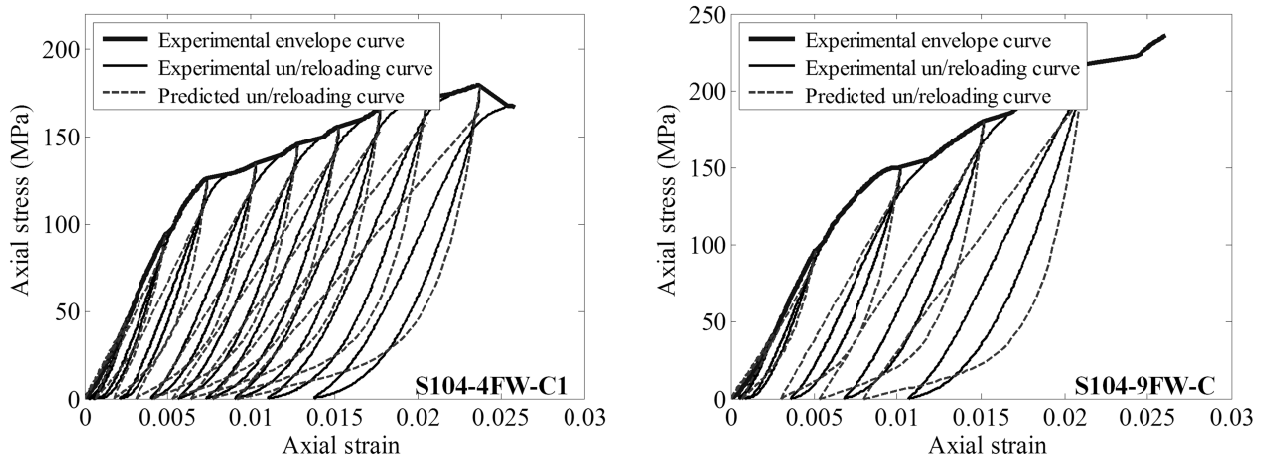 200
150
100
50
0
Axial stress (MPa)
Experimental envelope curve
Experimental un/reloading curve
Predicted un/reloading curve
S104-4FW-C1
0 0.005 0.01 0.015 0.02 0.025 0.03
Axial strain
250
200
150
100
50
0
Axial stress (MPa)
Experimental envelope curve
Experimental un/reloading curve
Predicted un/reloading curve
S104-9FW-C
0 0.005 0.01 0.015 0.02 0.025 0.03
Axial strain